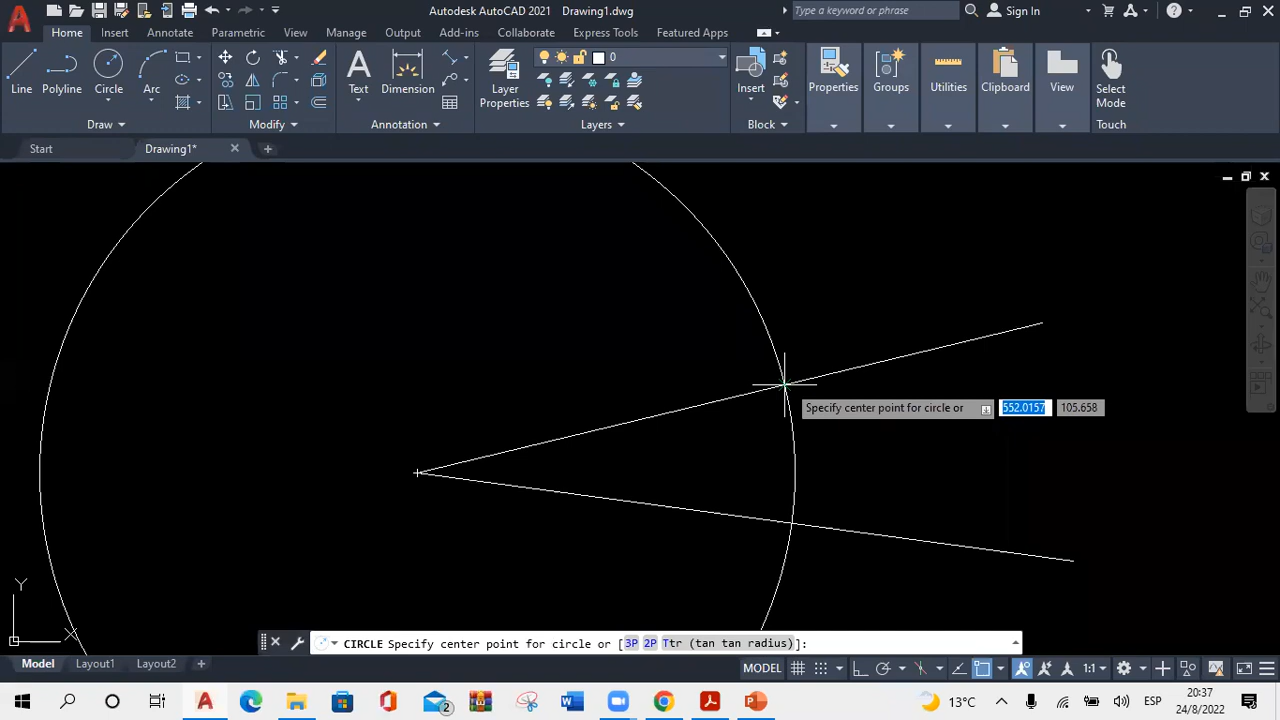 Autodesk AutoCAD 2021 Drawing1.dwg
Type a keyword or phrase
Sign In
Home Insert Annotate Parametric View Manage Output Add-ins Collaborate Express Tools Featured Apps
0
Line Polyline Circle Arc
Text Dimension
Layer Properties
Insert
Properties Groups Utilities Clipboard View
Select Mode
Draw Modify Annotation Layers Block Touch
Start Drawing1*
Specify center point for circle or 552.0157 105.658
Y
X
CIRCLE Specify center point for circle or [3P 2P Ttr (tan tan radius)]:
Model Layout1 Layout2 +
MODEL 1:1
2
13°C
ESP
20:37
24/8/2022